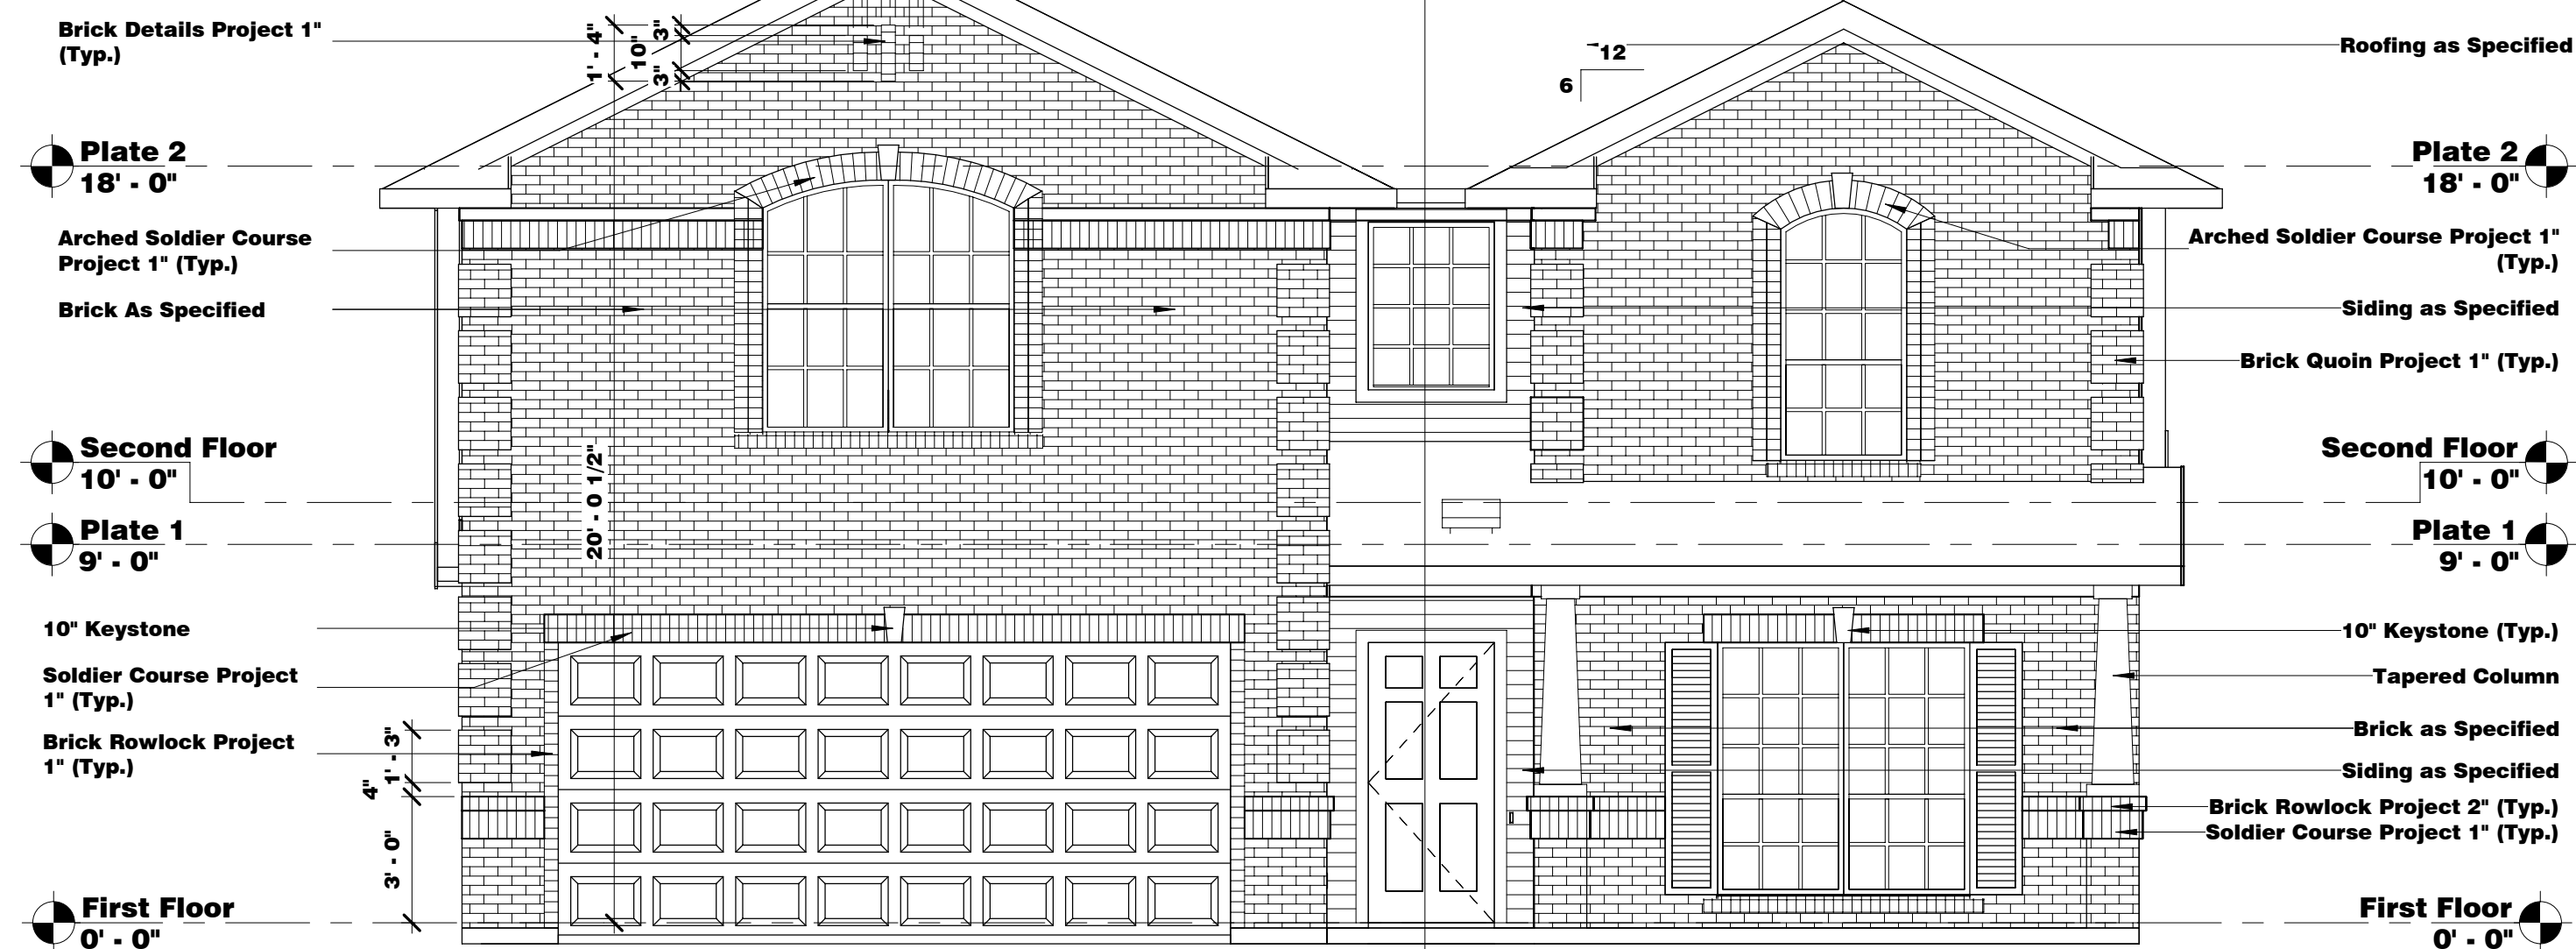 Brick Details Project 1"
(Typ.)
1' - 4"
3"
10"
3"
12
6
Roofing as Specified
Plate 2
18' - 0"
Plate 2
18' - 0"
Arched Soldier Course
Project 1" (Typ.)
Arched Soldier Course Project 1"
(Typ.)
Brick As Specified
Siding as Specified
Brick Quoin Project 1" (Typ.)
Second Floor
10' - 0"
20' - 0 1/2"
Second Floor
10' - 0"
Plate 1
9' - 0"
Plate 1
9' - 0"
10" Keystone
10" Keystone (Typ.)
Soldier Course Project
1" (Typ.)
Tapered Column
Brick Rowlock Project
1" (Typ.)
1' - 3"
4"
3' - 0"
Brick as Specified
Siding as Specified
Brick Rowlock Project 2" (Typ.)
Soldier Course Project 1" (Typ.)
First Floor
0' - 0"
First Floor
0' - 0"